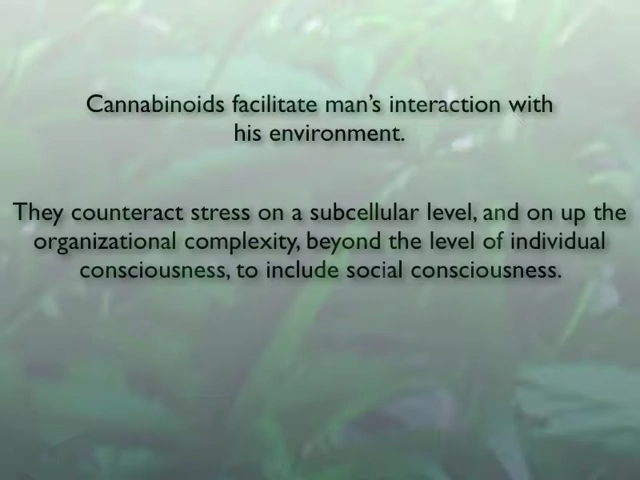 Cannabinoids facilitate man’s interaction with
his environment.
They counteract stress on a subcellular level, and on up the
organizational complexity, beyond the level of individual
consciousness, to include social consciousness.